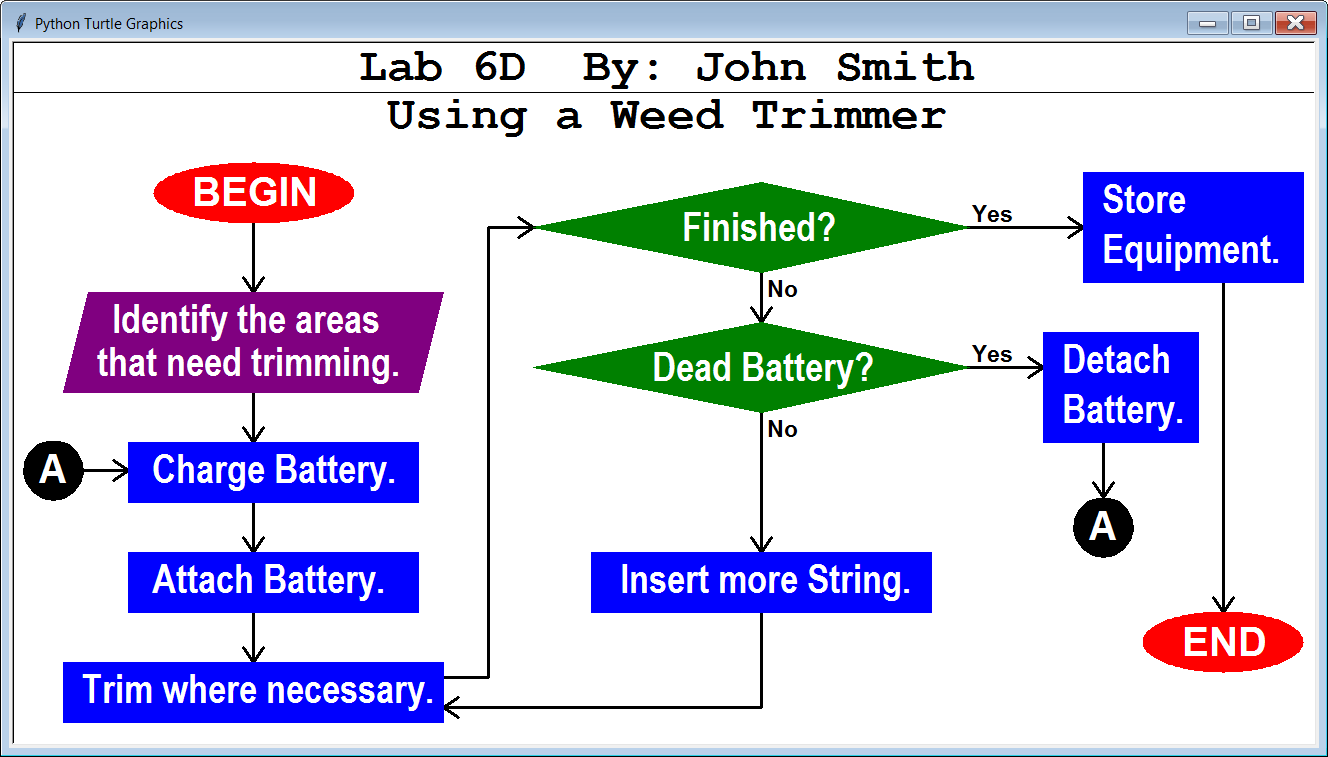 Python Turtle Graphics
Lab 6D  By: John Smith
Using a Weed Trimmer
BEGIN
Identify the areas
that need trimming.
A
Charge Battery.
Attach Battery.
Trim where necessary.
Finished?
Yes
No
Dead Battery?
Yes
No
Insert more String.
Store
Equipment.
Detach
Battery.
A
END